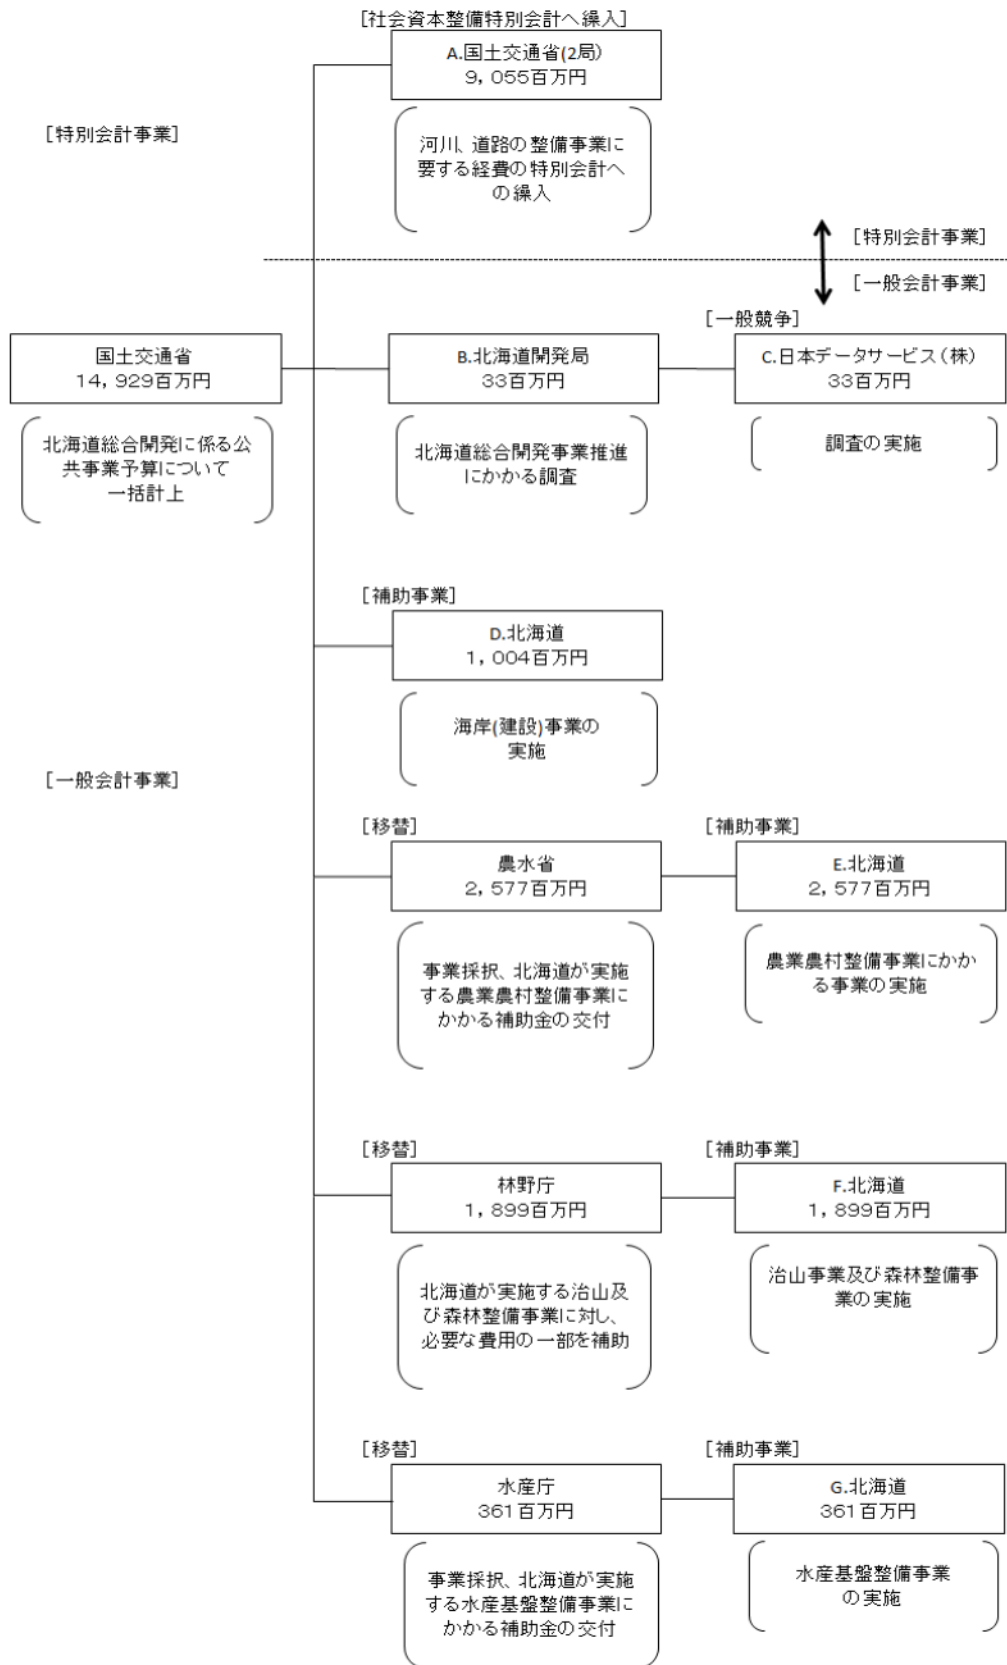 [社会資本整備特別会計へ繰入]
A.国土交通省(2局)
9,055百万円
[特別会計事業]
河川、道路の整備事業に
要する経費の特別会計へ
の繰入
[特別会計事業]
[一般会計事業]
[一般競争]
国土交通省
14,929百万円
B.北海道開発局
33百万円
C.日本データサービス(株)
33百万円
北海道総合開発に係る公
共事業予算について
一括計上
北海道総合開発事業推進
にかかる調査
調査の実施
[補助事業]
D.北海道
1,004百万円
海岸(建設)事業の
実施
[一般会計事業]
[移替]
[補助事業]
農水省
2,577百万円
E.北海道
2,577百万円
事業採択、北海道が実施
する農業農村整備事業に
かかる補助金の交付
農業農村整備事業にかか
る事業の実施
[移替]
[補助事業]
林野庁
1,899百万円
F.北海道
1,899百万円
北海道が実施する治山及
び森林整備事業に対し、
必要な費用の一部を補助
治山事業及び森林整備事
業の実施
[移替]
[補助事業]
水産庁
361百万円
G.北海道
361百万円
事業採択、北海道が実施
する水産基盤整備事業に
かかる補助金の交付
水産基盤整備事業
の実施